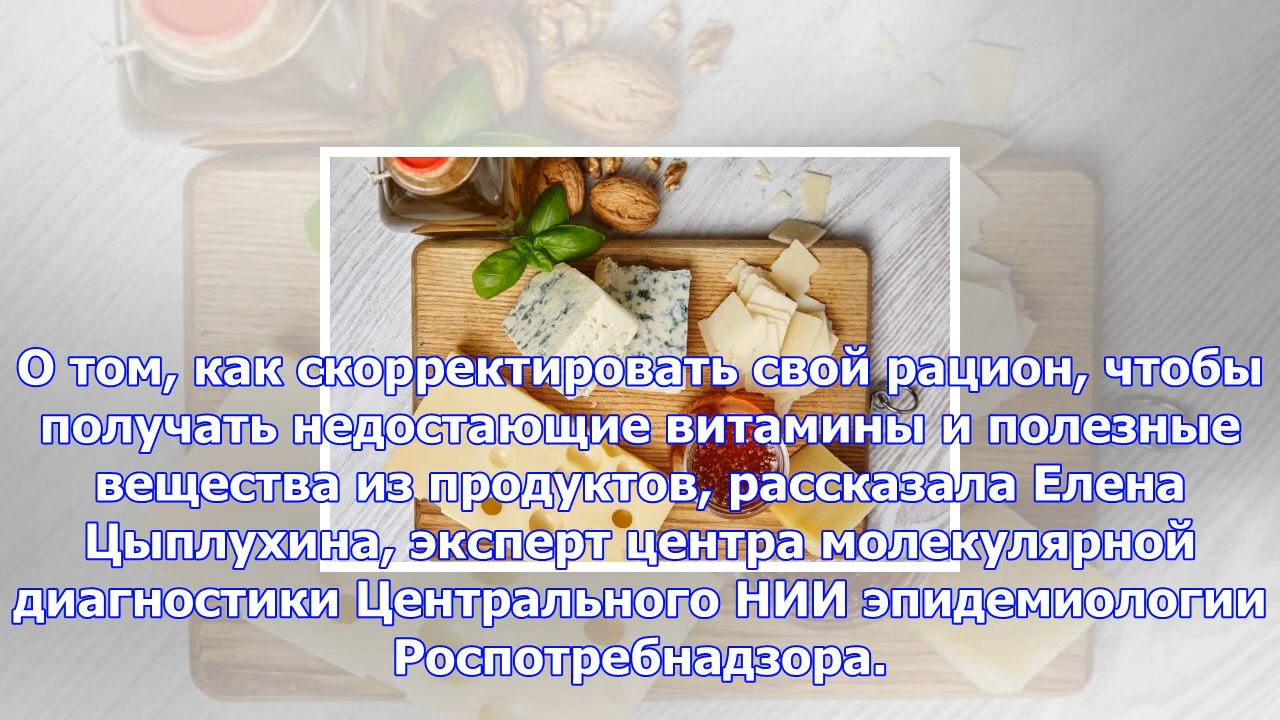 О том, как скорректировать свой рацион, чтобы
получать недостающие витамины и полезные
вещества из продуктов, рассказала Елена
Цыплухина, эксперт центра молекулярной
диагностики Центрального НИИ эпидемиологии
Роспотребнадзора.